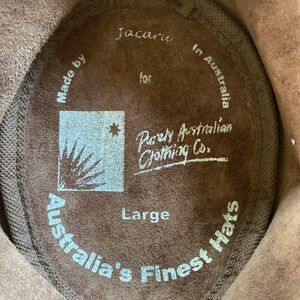 Jacaru
Made by
In Australia
for
Purely Australian
Clothing Co.
Large
Australia's Finest Hats